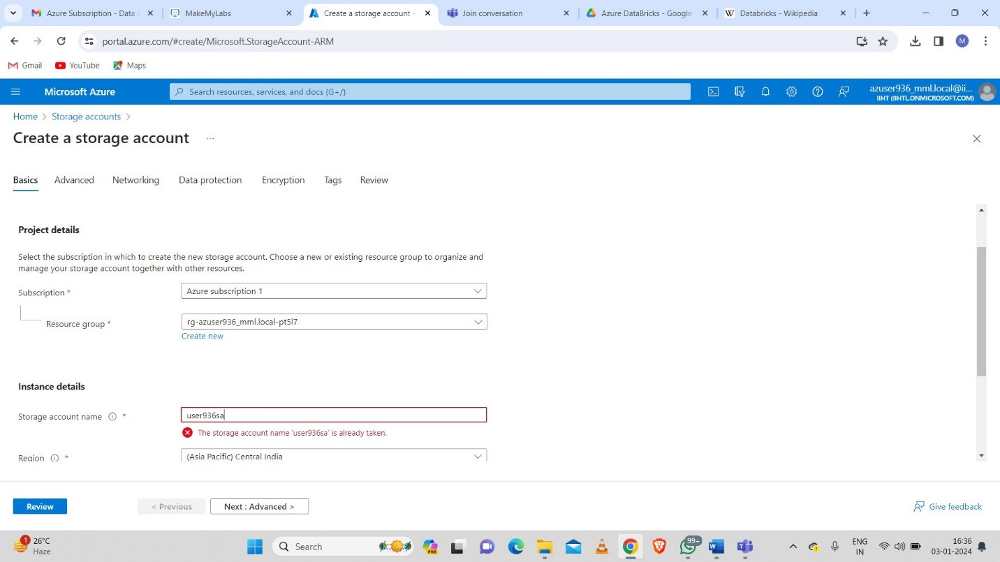 Azure Subscription - Data
MakeMyLabs
Create a storage account -
Join conversation
Azure DataBricks - Google
Databricks - Wikipedia
portal.azure.com/#create/Microsoft.StorageAccount-ARM
M
Gmail
YouTube
Maps
Microsoft Azure
Search resources, services, and docs (G+/)
azuser936_mml.local@ii...
IIHT (IIHTL.ONMICROSOFT.COM)
Home > Storage accounts >
Create a storage account ...
Basics Advanced Networking Data protection Encryption Tags Review
Project details
Select the subscription in which to create the new storage account. Choose a new or existing resource group to organize and
manage your storage account together with other resources.
Subscription *
Azure subscription 1
Resource group *
rg-azuser936_mml.local-pt5l7
Create new
Instance details
Storage account name *
user936sa
The storage account name 'user936sa' is already taken.
Region *
(Asia Pacific) Central India
Review
< Previous
Next : Advanced >
Give feedback
1
26°C
Haze
Search
PRE
99+
ENG
IN
16:36
03-01-2024